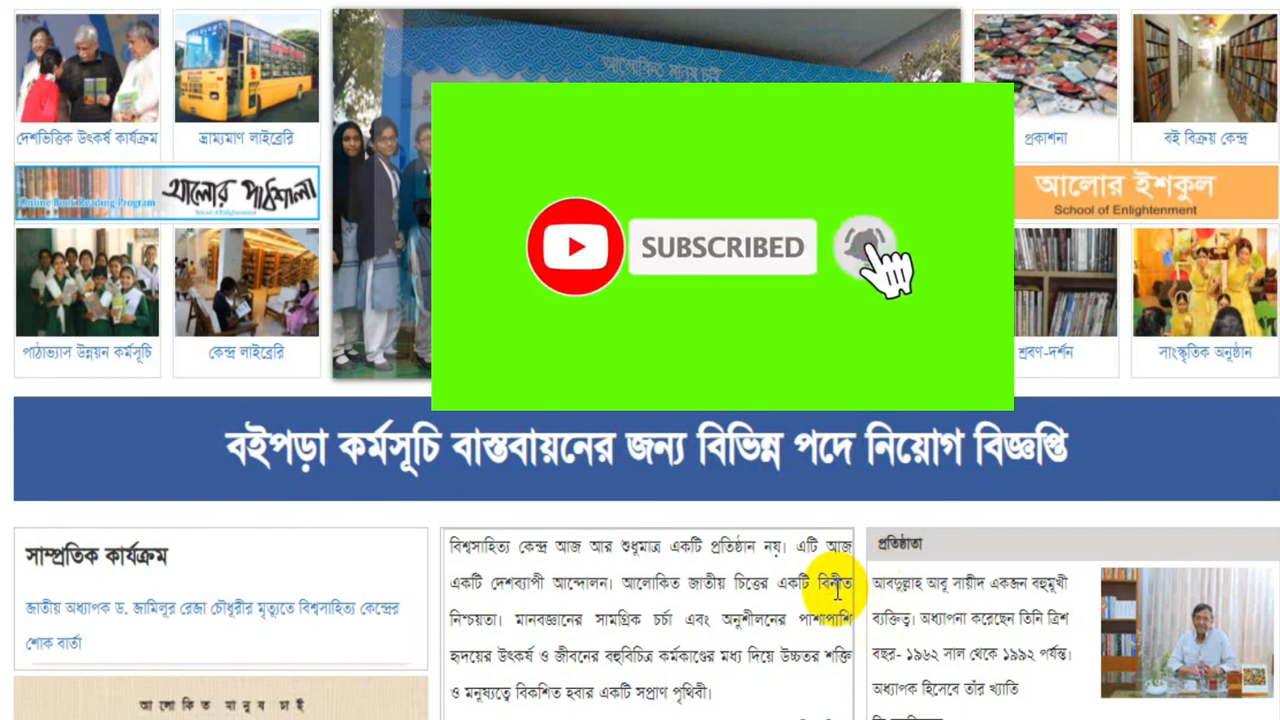 আলোকিত মানুষ চাই
দেশভিত্তিক উৎকর্ষ কার্যক্রম
ভ্রাম্যমাণ লাইব্রেরি
প্রকাশনা
বই বিক্রয় কেন্দ্র
Online Book Reading Program
আলোর পাঠশালা
School of Enlightenment
আলোর ইশকুল
School of Enlightenment
SUBSCRIBED
পাঠাভ্যাস উন্নয়ন কর্মসূচি
কেন্দ্র লাইব্রেরি
শ্রবণ-দর্শন
সাংস্কৃতিক অনুষ্ঠান
বইপড়া কর্মসূচি বাস্তবায়নের জন্য বিভিন্ন পদে নিয়োগ বিজ্ঞপ্তি
সাম্প্রতিক কার্যক্রম
জাতীয় অধ্যাপক ড. জামিলুর রেজা চৌধুরীর মৃত্যুতে বিশ্বসাহিত্য কেন্দ্রের
শোক বার্তা
আলোকিত মানুষ চাই
বিশ্বসাহিত্য কেন্দ্র আজ আর শুধুমাত্র একটি প্রতিষ্ঠান নয়। এটি আজ
একটি দেশব্যাপী আন্দোলন। আলোকিত জাতীয় চিত্তের একটি বিনীত
নিশ্চয়তা। মানবজ্ঞানের সামগ্রিক চর্চা এবং অনুশীলনের পাশাপাশি
হৃদয়ের উৎকর্ষ ও জীবনের বহুবিচিত্র কর্মকাণ্ডের মধ্য দিয়ে উচ্চতর শক্তি
ও মনুষ্যত্বে বিকশিত হবার একটি সপ্রাণ পৃথিবী।
প্রতিষ্ঠাতা
আবদুল্লাহ আবু সায়ীদ একজন বহুমুখী
ব্যক্তিত্ব। অধ্যাপনা করেছেন তিনি ত্রিশ
বছর- ১৯৬২ সাল থেকে ১৯৯২ পর্যন্ত।
অধ্যাপক হিসেবে তাঁর খ্যাতি